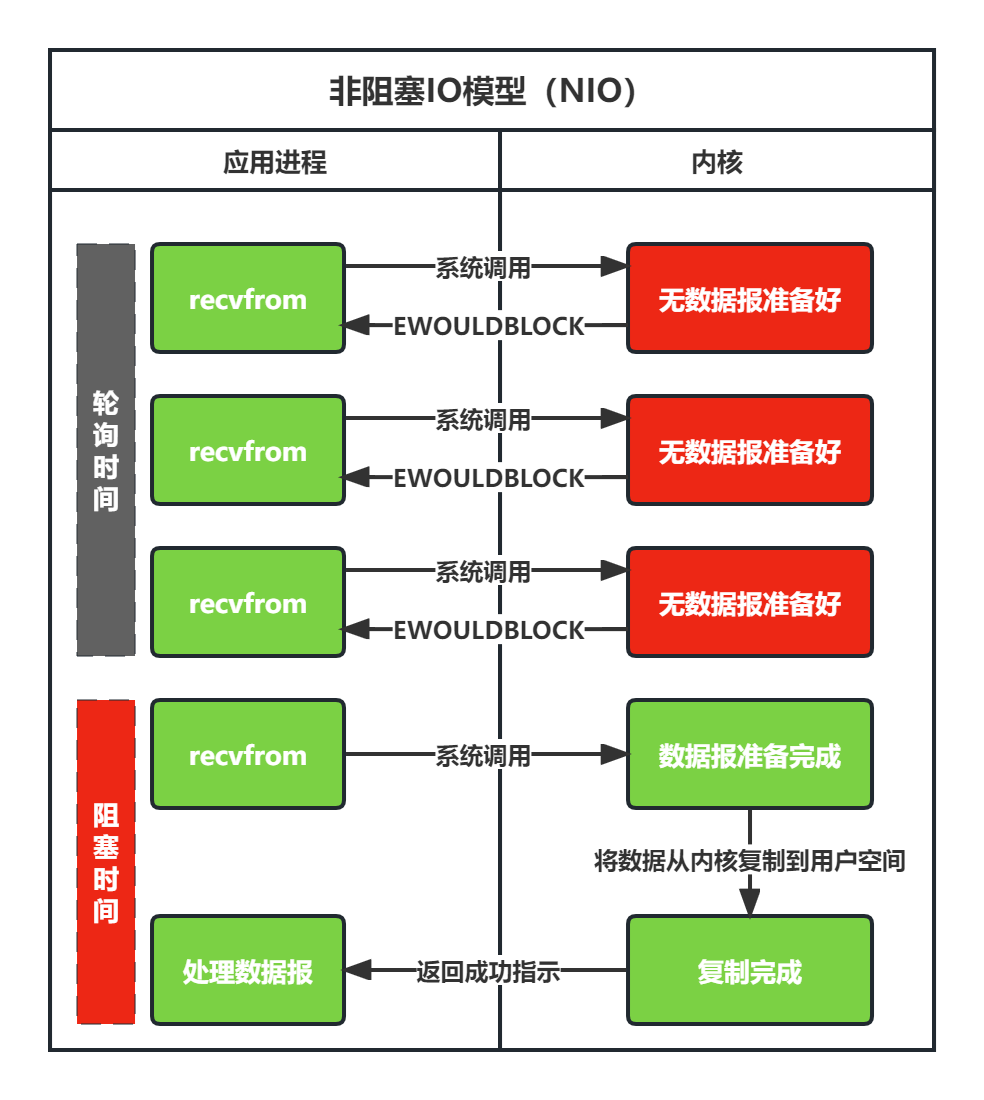 非阻塞IO模型（NIO）
应用进程
内核
轮询时间
recvfrom
系统调用
EWOULDBLOCK
无数据报准备好
recvfrom
系统调用
EWOULDBLOCK
无数据报准备好
recvfrom
系统调用
EWOULDBLOCK
无数据报准备好
阻塞时间
recvfrom
系统调用
数据报准备完成
将数据从内核复制到用户空间
处理数据报
返回成功指示
复制完成